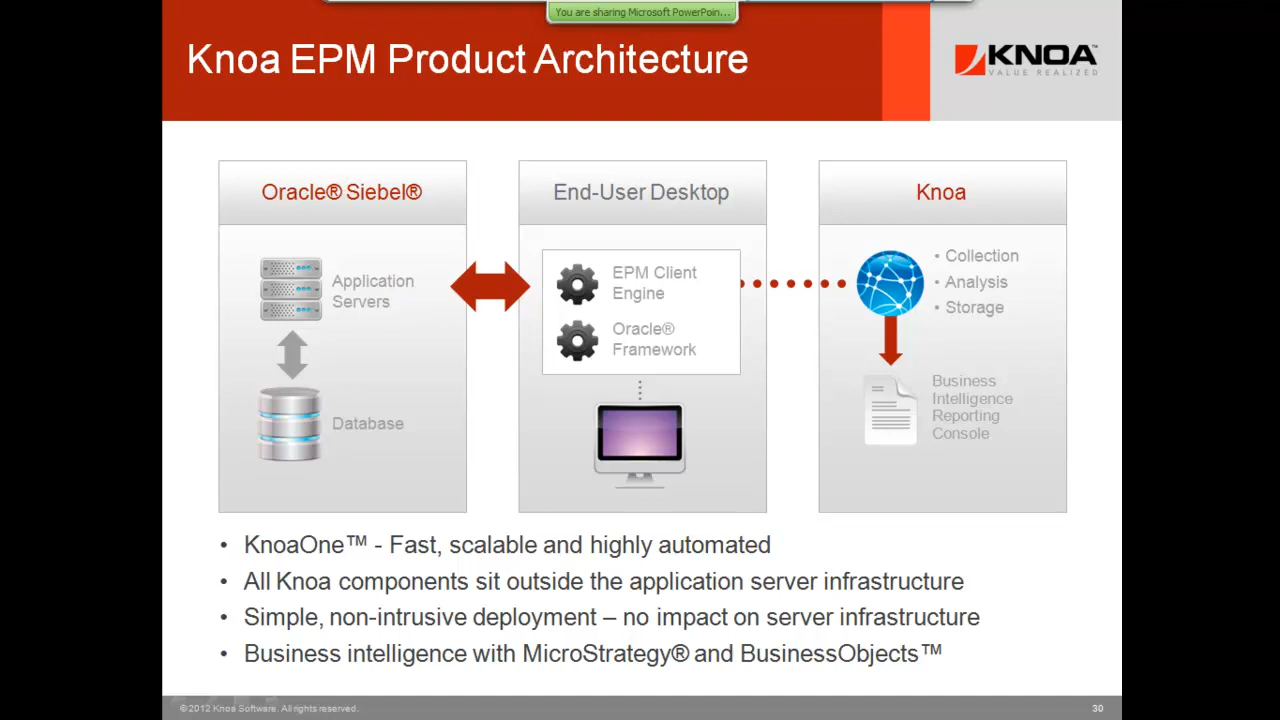 You are sharing Microsoft PowerPoin...
Knoa EPM Product Architecture
KNOA™
VALUE REALIZED
Oracle® Siebel®
Application
Servers
Database
End-User Desktop
EPM Client
Engine
Oracle®
Framework
Knoa
• Collection
• Analysis
• Storage
Business
Intelligence
Reporting
Console
• KnoaOne™ - Fast, scalable and highly automated
• All Knoa components sit outside the application server infrastructure
• Simple, non-intrusive deployment – no impact on server infrastructure
• Business intelligence with MicroStrategy® and BusinessObjects™
© 2012 Knoa Software. All rights reserved.
30